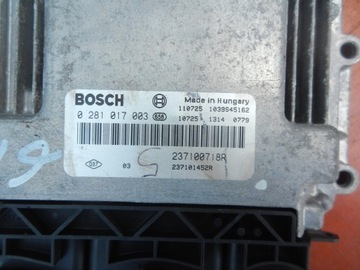 BOSCH Made in Hungary
110725 1039S45162
0 281 017 003 10725 1314 0779
237100718R
03 S 237101452R